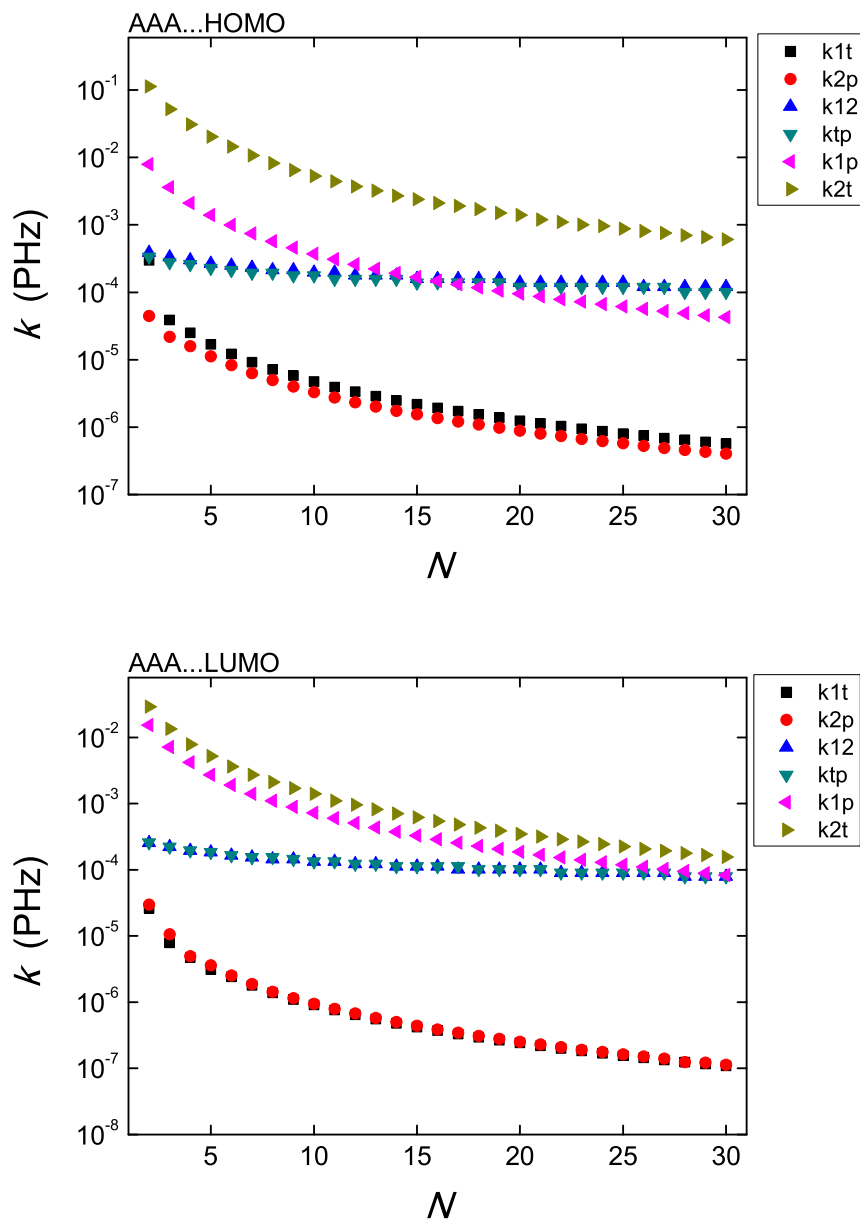 AAA...HOMO
k1t
k2p
k12
ktp
k1p
k2t
10⁻¹
10⁻²
10⁻³
10⁻⁴
10⁻⁵
10⁻⁶
10⁻⁷
k (PHz)
5 10 15 20 25 30
N
AAA...LUMO
k1t
k2p
k12
ktp
k1p
k2t
10⁻²
10⁻³
10⁻⁴
10⁻⁵
10⁻⁶
10⁻⁷
10⁻⁸
k (PHz)
5 10 15 20 25 30
N